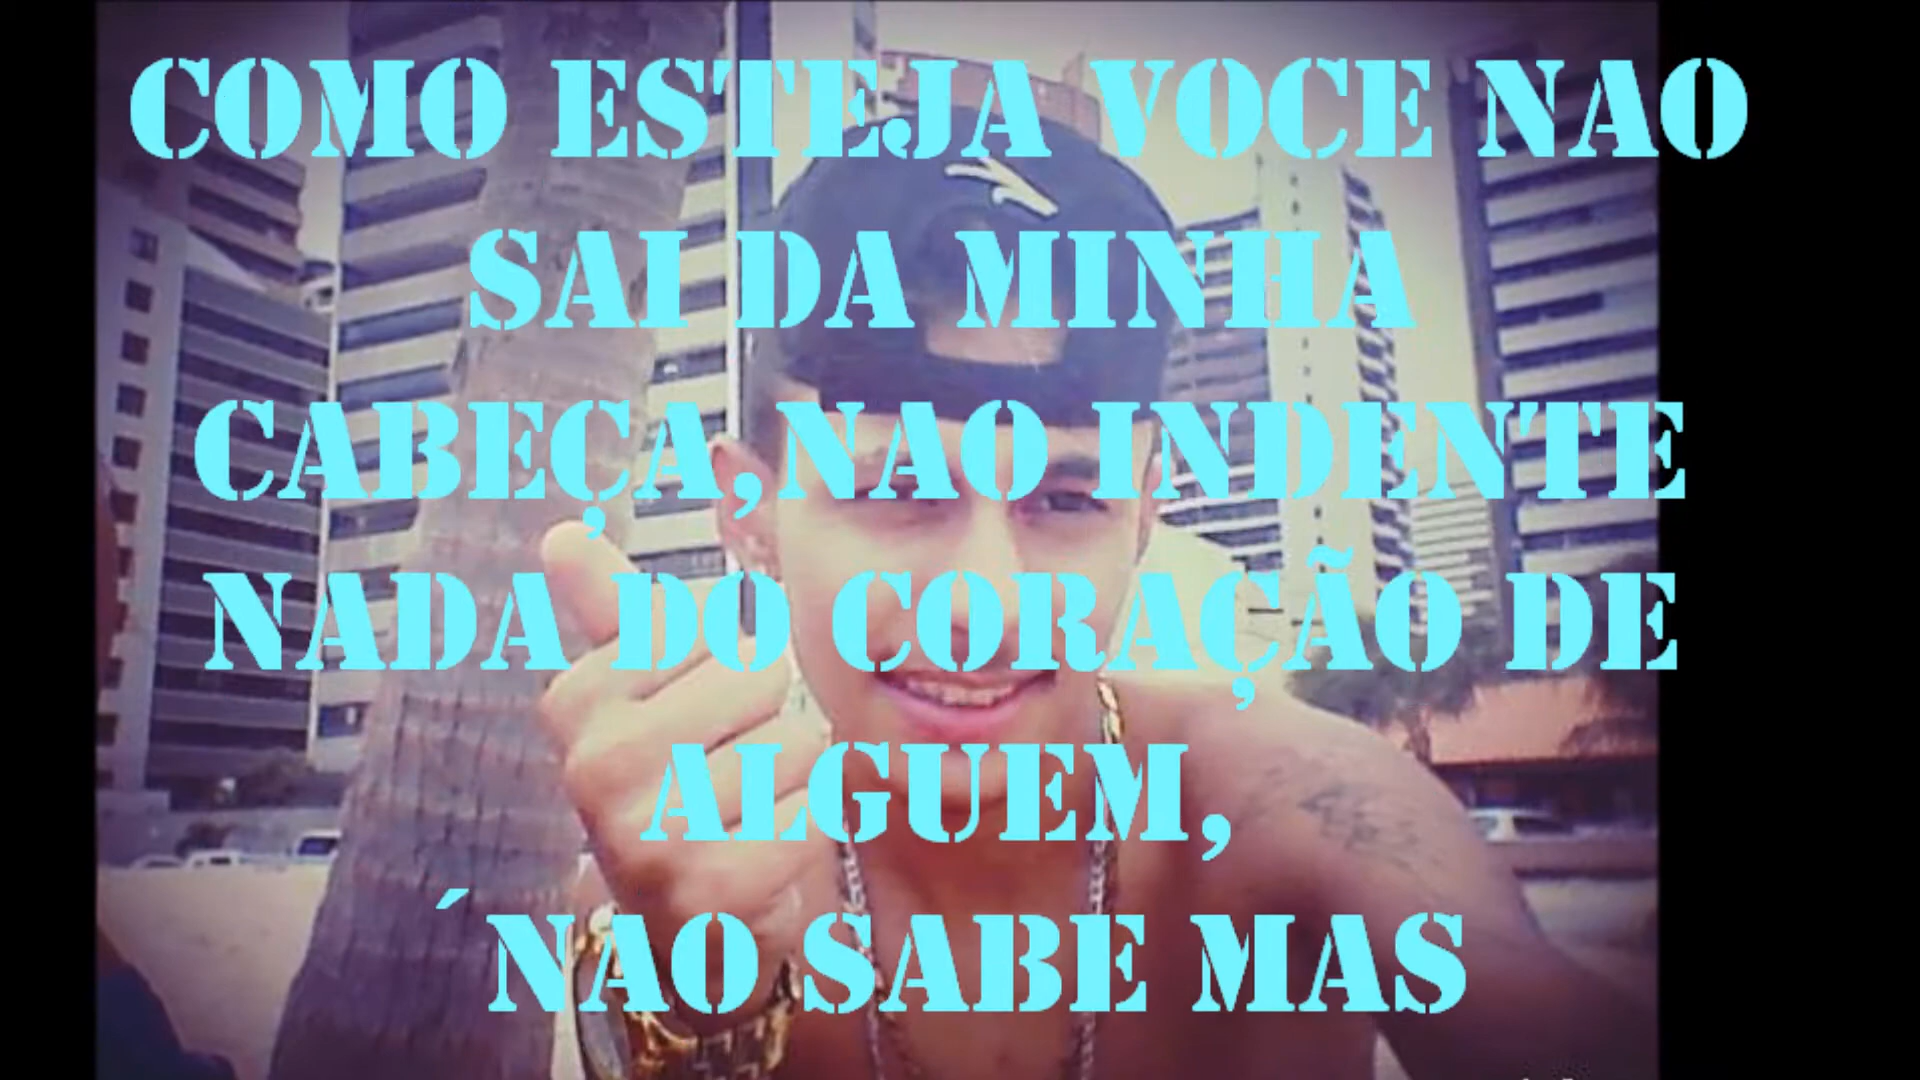 COMO ESTEJA VOCE NAO
SAI DA MINHA
CABEÇA,NAO INDENTE
NADA DO CORAÇÃO DE
ALGUEM,
´NAO SABE MAS